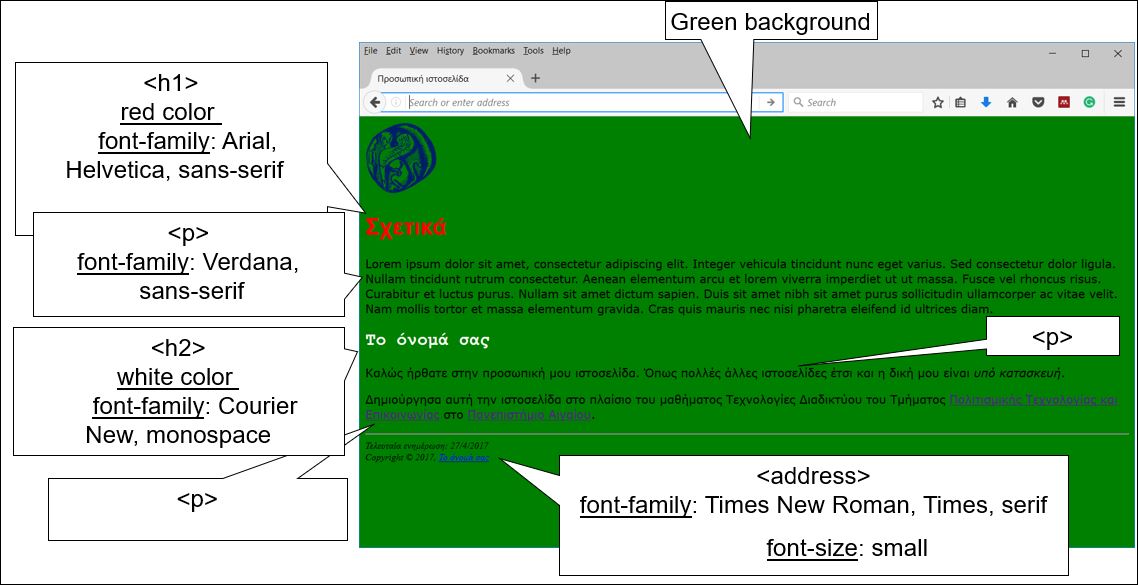 Green background
File Edit View History Bookmarks Tools Help
Προσωπική ιστοσελίδα
Search or enter address
Search
<h1>
red color
font-family: Arial,
Helvetica, sans-serif
<p>
font-family: Verdana,
sans-serif
<h2>
white color
font-family: Courier
New, monospace
<p>
Σχετικά
Lorem ipsum dolor sit amet, consectetur adipiscing elit. Integer vehicula tincidunt nunc eget varius. Sed consectetur dolor ligula.
Nullam tincidunt rutrum consectetur. Aenean elementum arcu et lorem viverra imperdiet ut ut massa. Fusce vel rhoncus risus.
Curabitur et luctus purus. Nullam sit amet dictum sapien. Duis sit amet nibh sit amet purus sollicitudin ullamcorper ac vitae velit.
Nam mollis tortor et massa elementum gravida. Cras quis mauris nec nisi pharetra eleifend id ultrices diam.
<p>
Το όνομά σας
Καλώς ήρθατε στην προσωπική μου ιστοσελίδα. Όπως πολλές άλλες ιστοσελίδες έτσι και η δική μου είναι υπό κατασκευή.
Δημιούργησα αυτή την ιστοσελίδα στο πλαίσιο του μαθήματος Τεχνολογίες Διαδικτύου του Τμήματος Πολιτισμικής Τεχνολογίας και
Επικοινωνίας στο Πανεπιστήμιο Αιγαίου.
Τελευταία ενημέρωση: 27/4/2017
Copyright © 2017, Το όνομά σας
<address>
font-family: Times New Roman, Times, serif
font-size: small